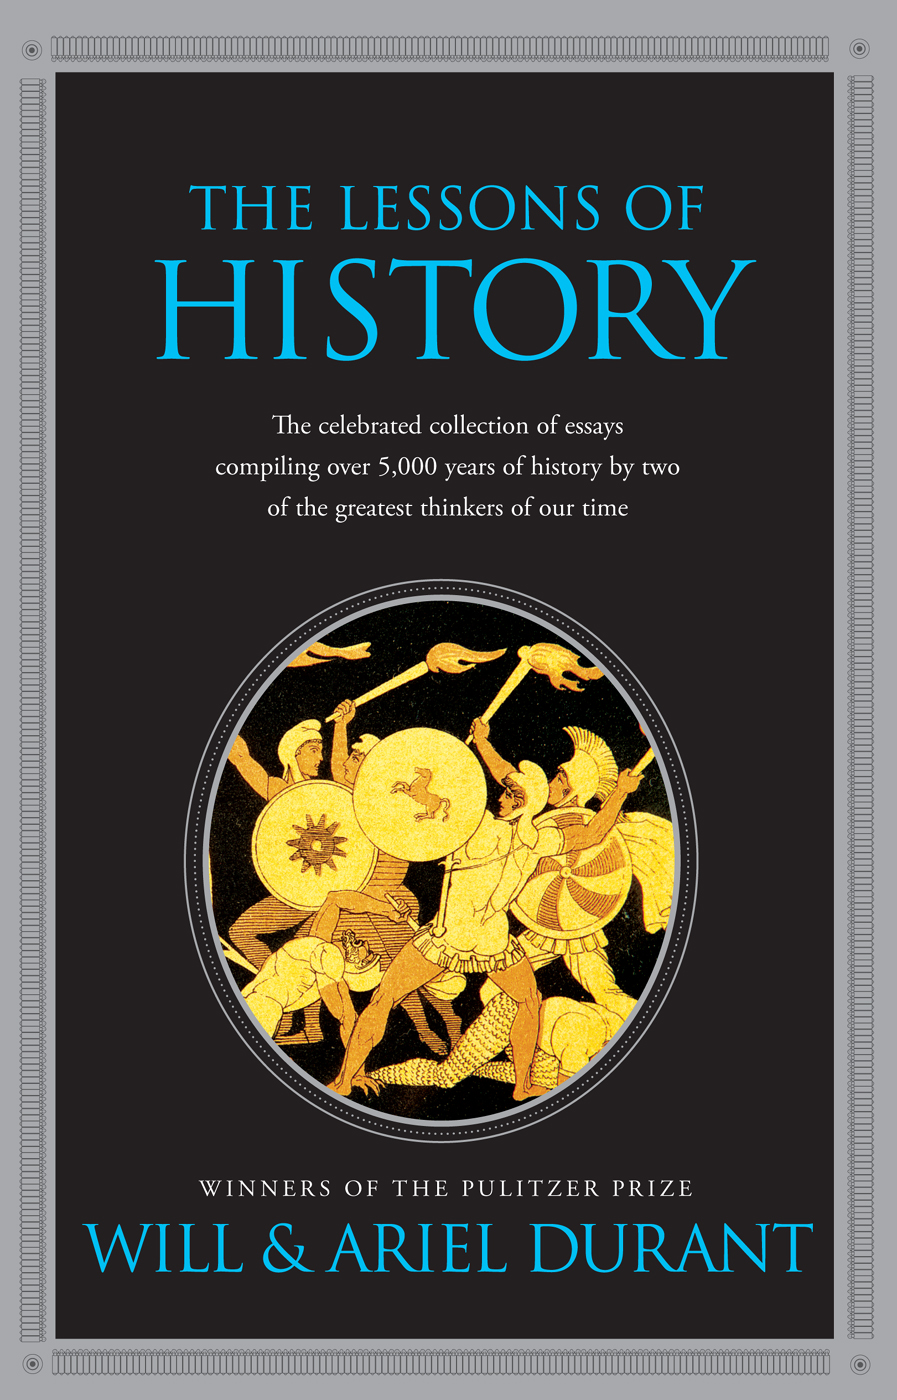 THE LESSONS OF
HISTORY
The celebrated collection of essays
compiling over 5,000 years of history by two
of the greatest thinkers of our time
WINNERS OF THE PULITZER PRIZE
WILL & ARIEL DURANT